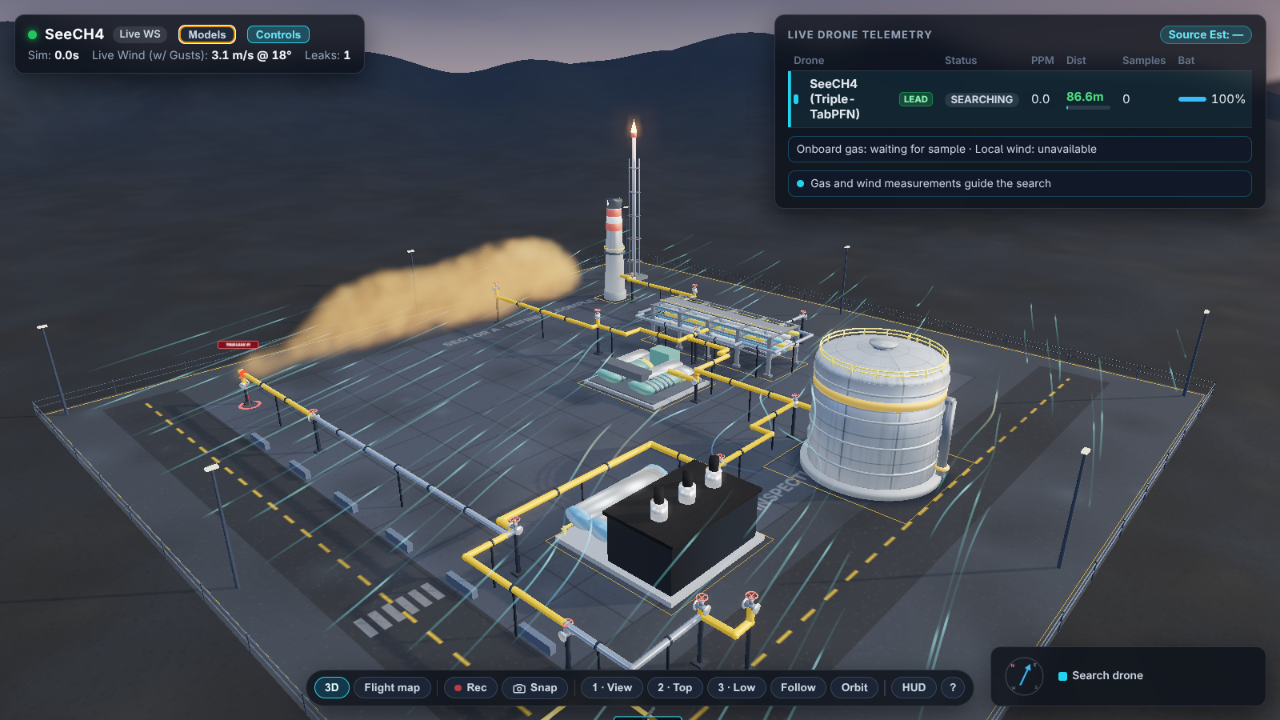 SeeCH4 Live WS Models Controls
Sim: 0.0s Live Wind (w/ Gusts): 3.1 m/s @ 18° Leaks: 1
LIVE DRONE TELEMETRY Source Est: —
Drone Status PPM Dist Samples Bat
SeeCH4
(Triple-
TabPFN)
LEAD SEARCHING 0.0 86.6m 0 100%
Onboard gas: waiting for sample · Local wind: unavailable
Gas and wind measurements guide the search
INSPECT
3D Flight map Rec Snap 1 · View 2 · Top 3 · Low Follow Orbit HUD ?
Search drone